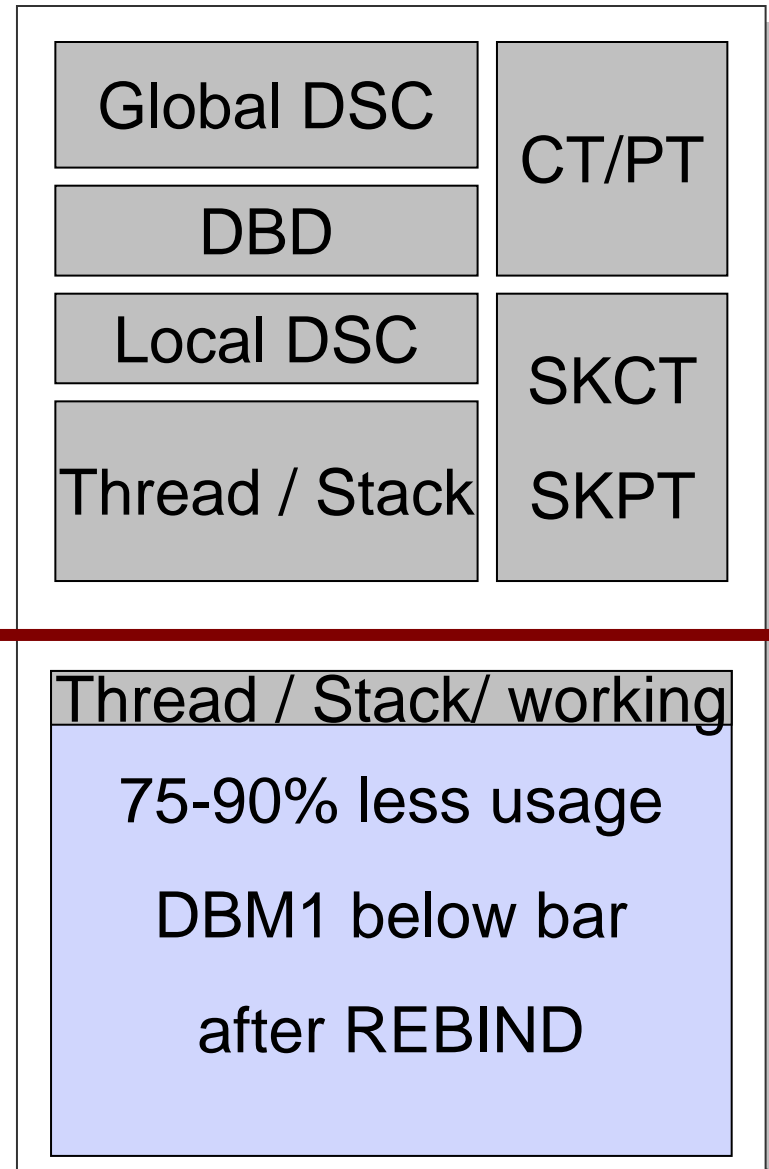 Global DSC
CT/PT
DBD
Local DSC
SKCT
Thread / Stack
SKPT
Thread / Stack/ working
75-90% less usage
DBM1 below bar
after REBIND